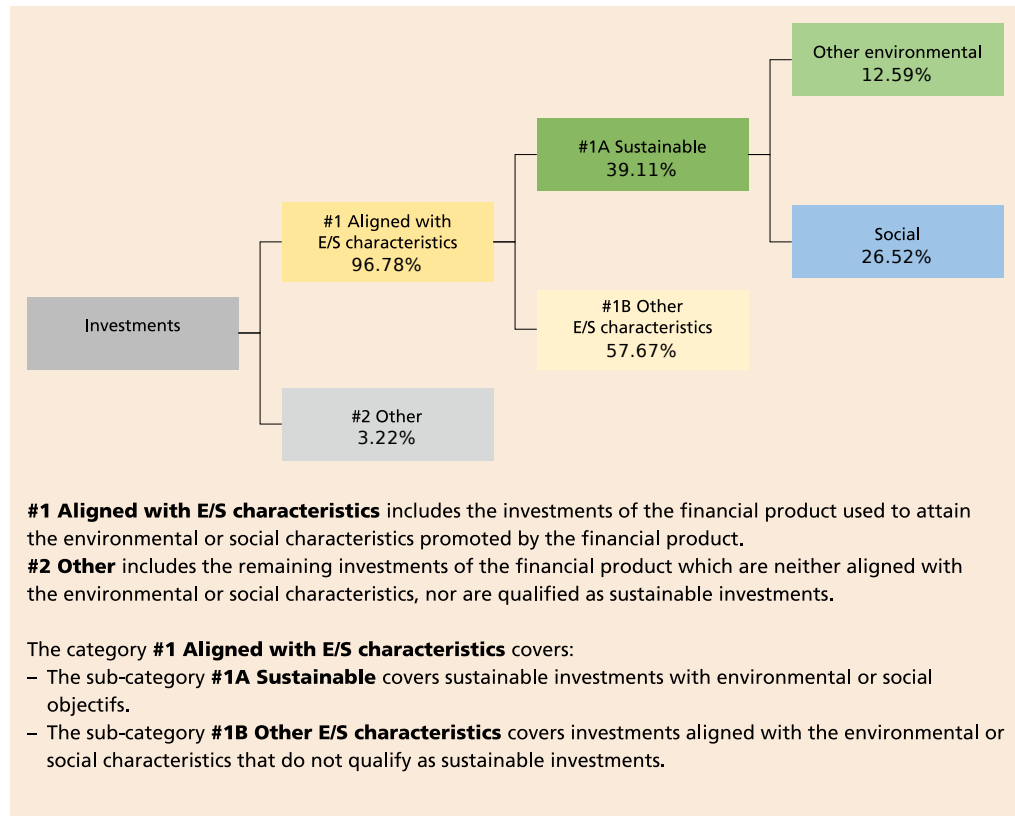 Other environmental
12.59%
#1A Sustainable
39.11%
#1 Aligned with
E/S characteristics
96.78%
Social
26.52%
Investments
#1B Other
E/S characteristics
57.67%
#2 Other
3.22%
#1 Aligned with E/S characteristics includes the investments of the financial product used to attain
the environmental or social characteristics promoted by the financial product.
#2 Other includes the remaining investments of the financial product which are neither aligned with
the environmental or social characteristics, nor are qualified as sustainable investments.
The category #1 Aligned with E/S characteristics covers:
– The sub-category #1A Sustainable covers sustainable investments with environmental or social
objectifs.
– The sub-category #1B Other E/S characteristics covers investments aligned with the environmental or
social characteristics that do not qualify as sustainable investments.